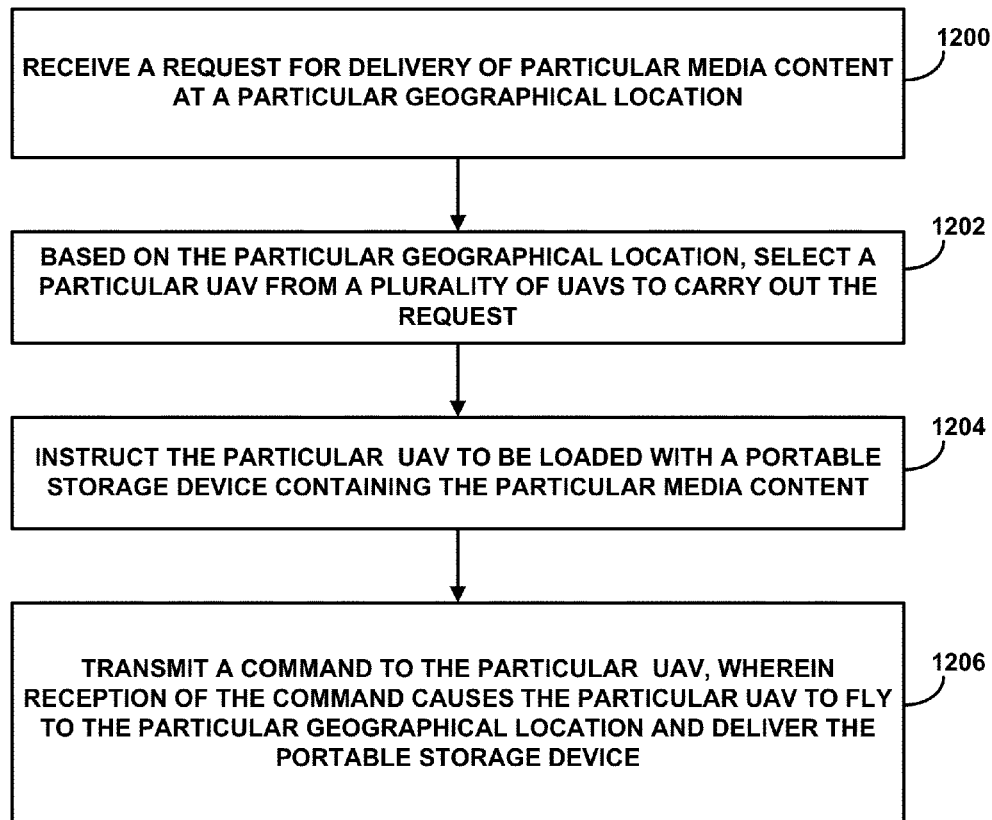 1200
RECEIVE A REQUEST FOR DELIVERY OF PARTICULAR MEDIA CONTENT
AT A PARTICULAR GEOGRAPHICAL LOCATION
1202
BASED ON THE PARTICULAR GEOGRAPHICAL LOCATION, SELECT A
PARTICULAR UAV FROM A PLURALITY OF UAVS TO CARRY OUT THE
REQUEST
1204
INSTRUCT THE PARTICULAR UAV TO BE LOADED WITH A PORTABLE
STORAGE DEVICE CONTAINING THE PARTICULAR MEDIA CONTENT
1206
TRANSMIT A COMMAND TO THE PARTICULAR UAV, WHEREIN
RECEPTION OF THE COMMAND CAUSES THE PARTICULAR UAV TO FLY
TO THE PARTICULAR GEOGRAPHICAL LOCATION AND DELIVER THE
PORTABLE STORAGE DEVICE